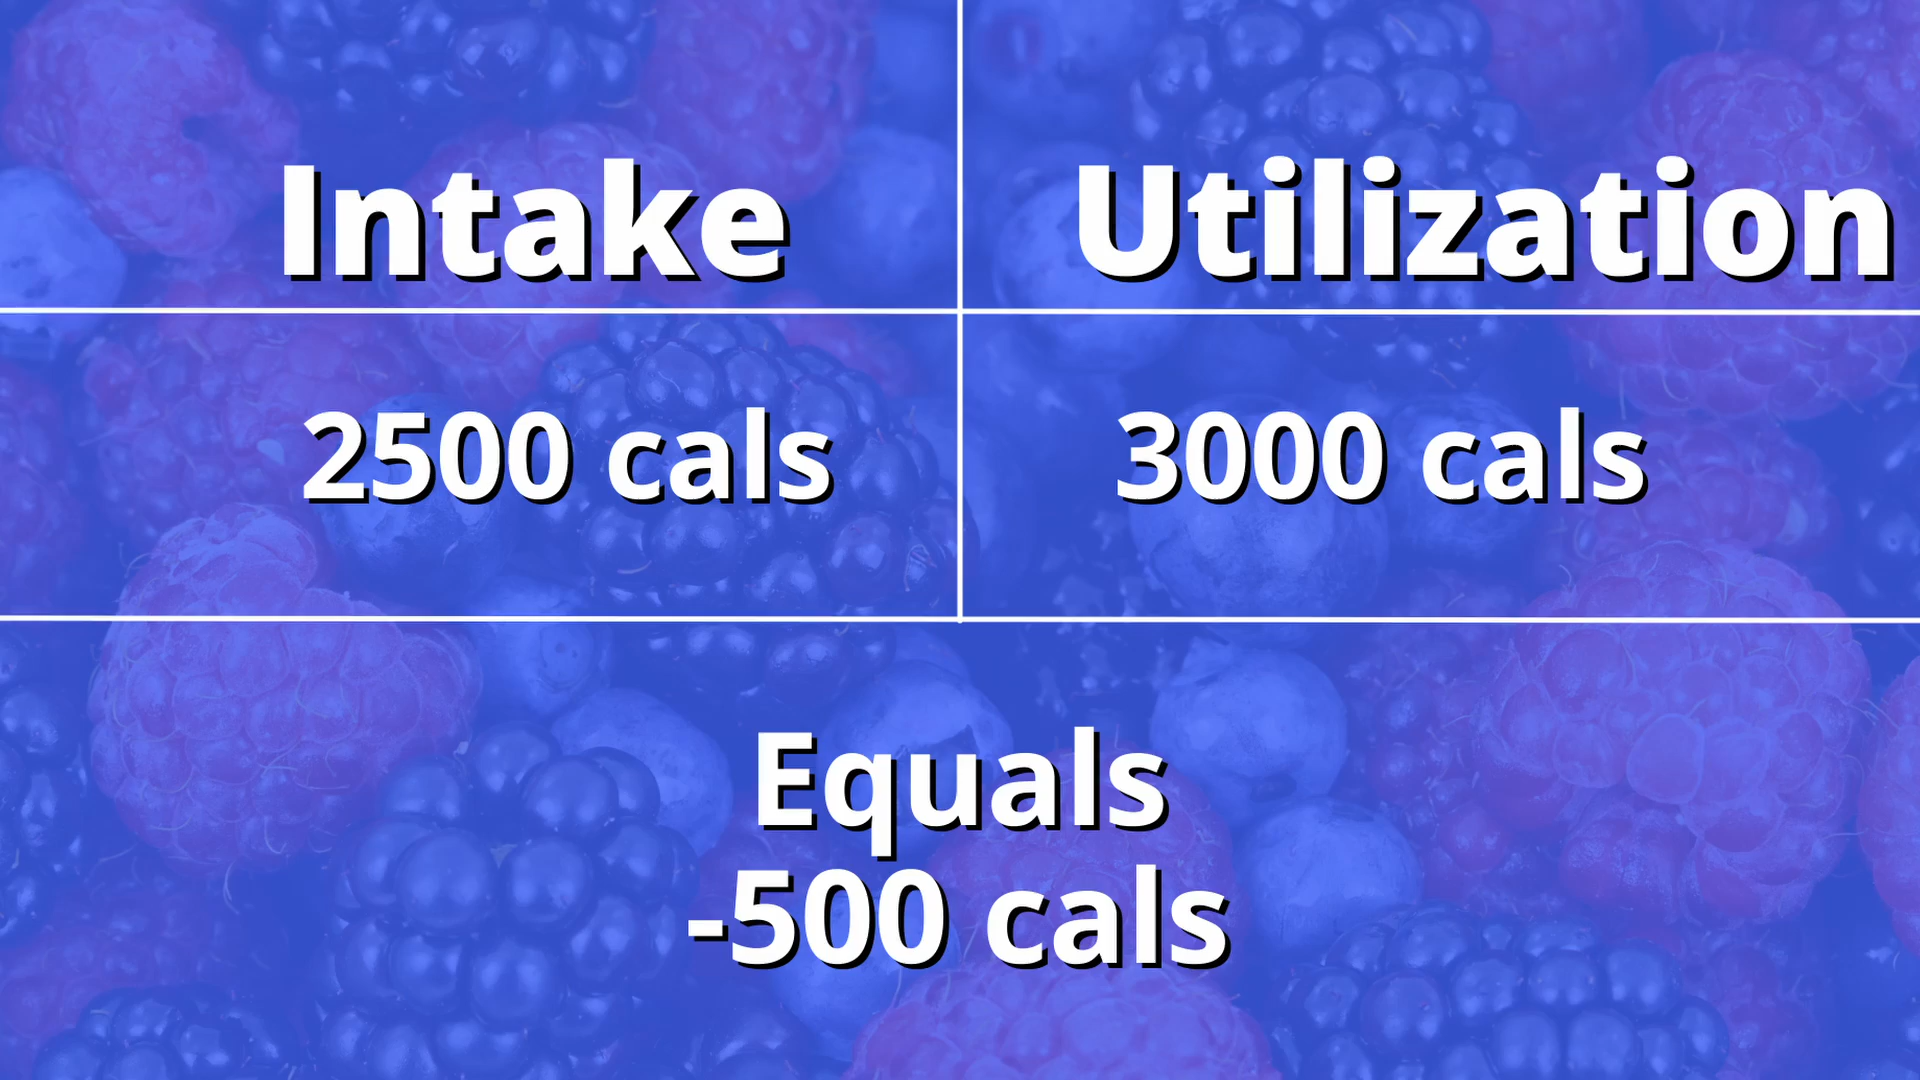 Intake
Utilization
2500 cals
3000 cals
Equals
-500 cals